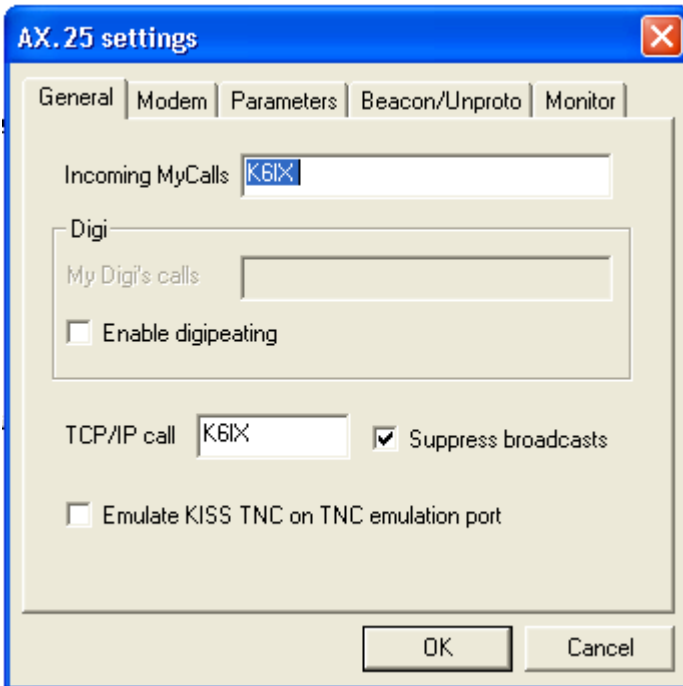 AX.25 settings
General Modem Parameters Beacon/Unproto Monitor
Incoming MyCalls K6IX
Digi
My Digi's calls
Enable digipeating
TCP/IP call K6IX Suppress broadcasts
Emulate KISS TNC on TNC emulation port
OK Cancel